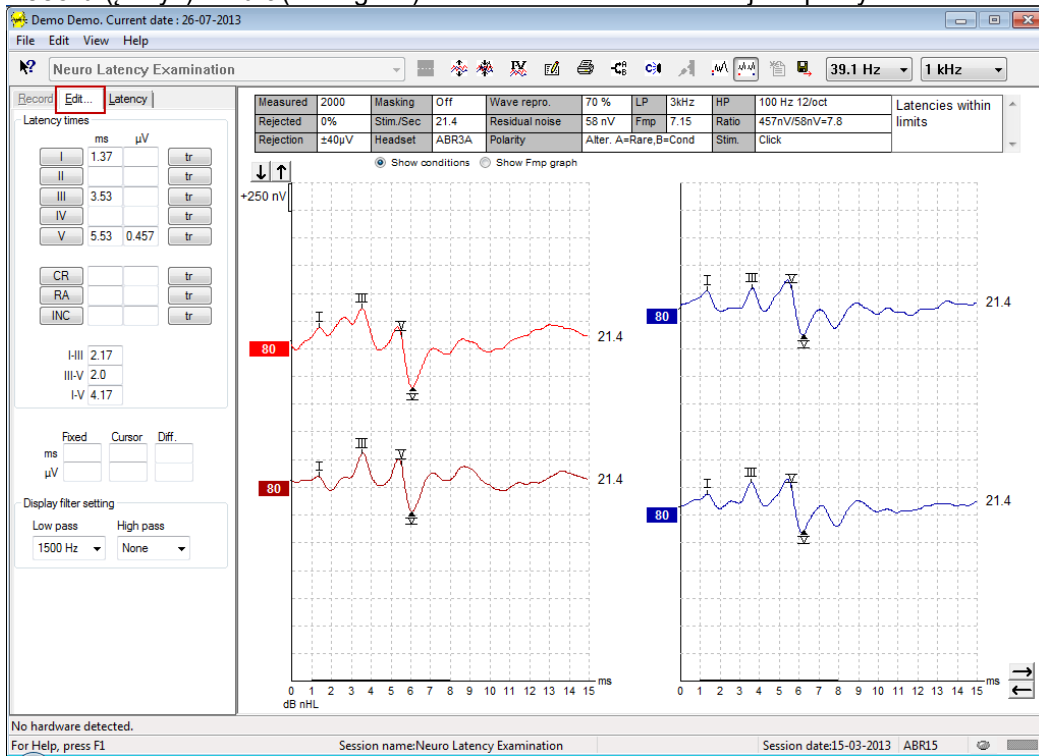 Demo Demo. Current date : 26-07-2013
File Edit View Help
Neuro Latency Examination
39.1 Hz
1 kHz
Record Edit... Latency
Measured 2000 Masking Off Wave repro. 70 % LP 3kHz HP 100 Hz 12/oct Latencies within
Rejected 0% Stim./Sec 21.4 Residual noise 58 nV Fmp 7.15 Ratio 457nV/58nV=7.8 limits
Rejection ±40µV Headset ABR3A Polarity Alter. A=Rare,B=Cond Stim. Click
Show conditions Show Fmp graph
Latency times
ms µV
I 1.37 tr
II tr
III 3.53 tr
IV tr
V 5.53 0.457 tr
CR tr
RA tr
INC tr
I-III 2.17
III-V 2.0
I-V 4.17
Fixed Cursor Diff.
ms
µV
Display filter setting
Low pass High pass
1500 Hz None
+250 nV
I III V
80 21.4
V
I III V
80 21.4
V
0 1 2 3 4 5 6 7 8 9 10 11 12 13 14 15 ms
dB nHL
I III V
80 21.4
V
I III V
80 21.4
V
0 1 2 3 4 5 6 7 8 9 10 11 12 13 14 15 ms
No hardware detected.
For Help, press F1 Session name:Neuro Latency Examination Session date:15-03-2013 ABR15